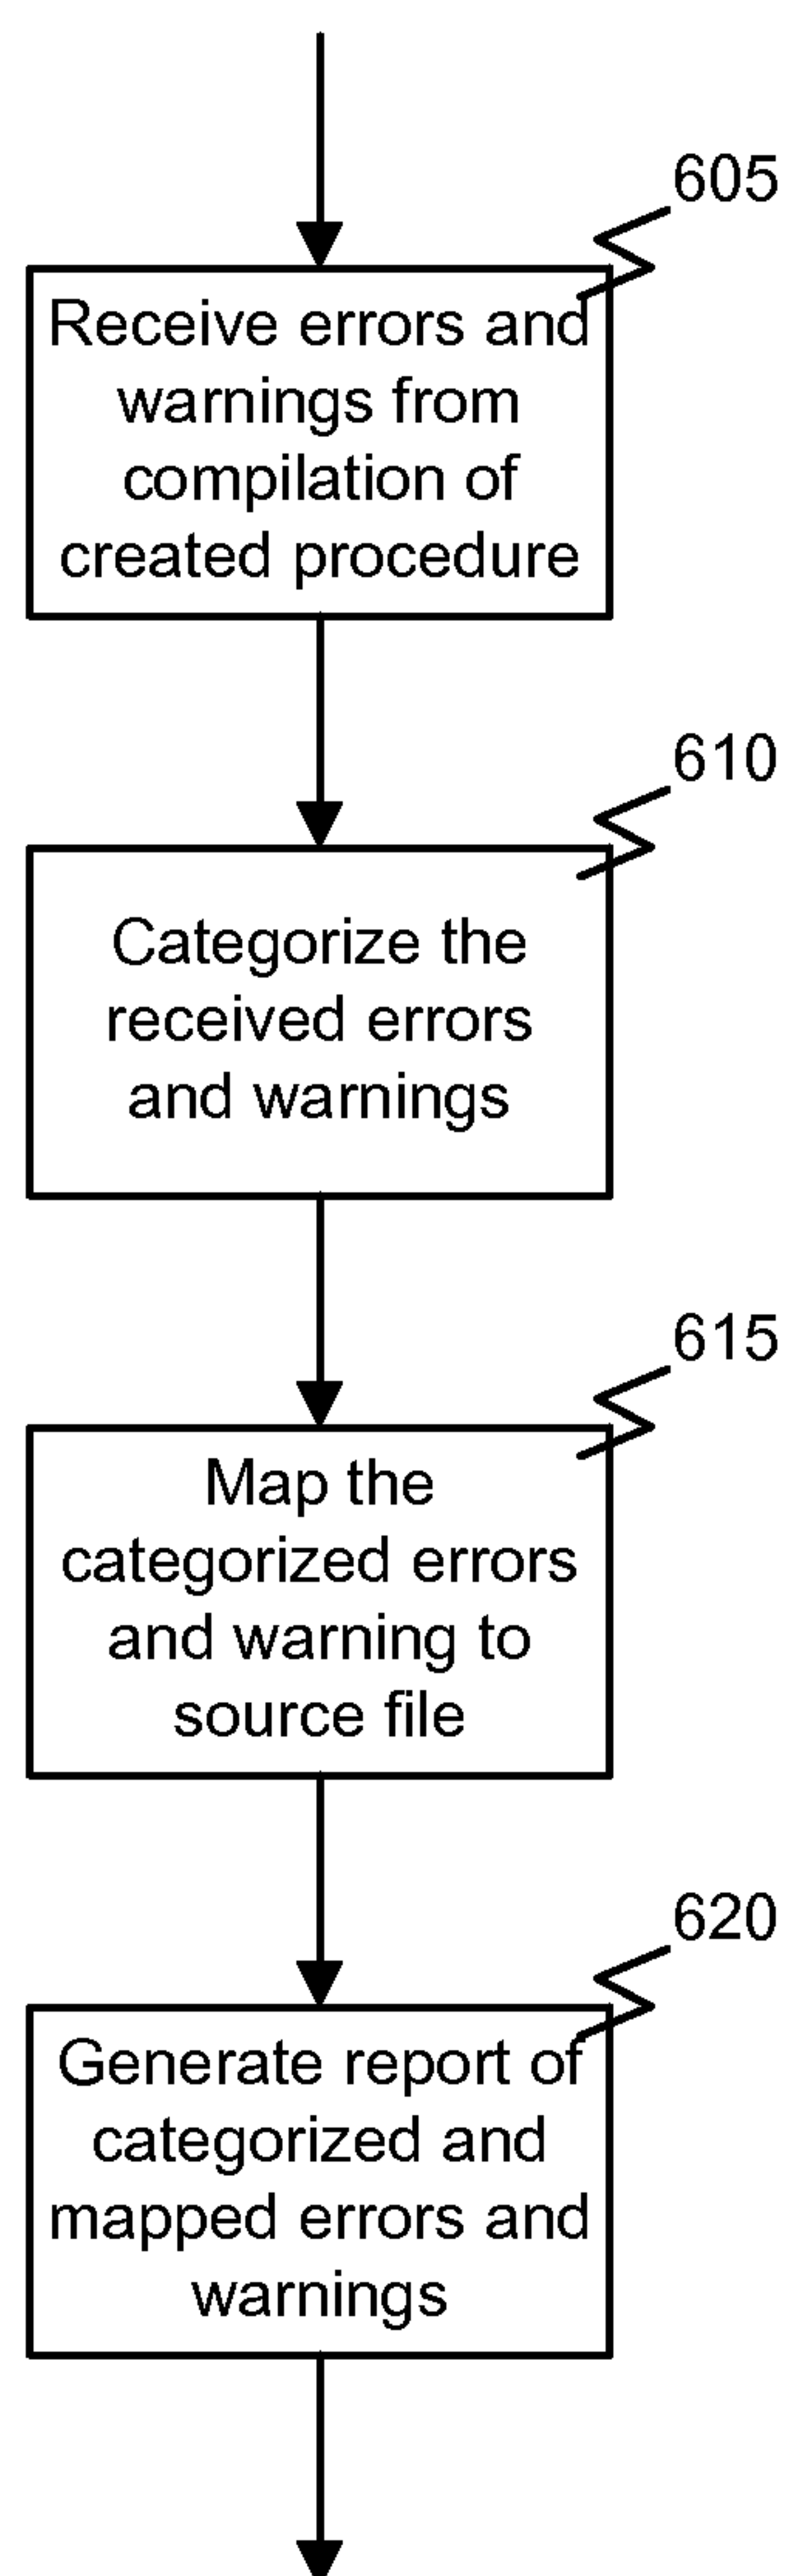 605
Receive errors and
warnings from
compilation of
created procedure
610
Categorize the
received errors
and warnings
615
Map the
categorized errors
and warning to
source file
620
Generate report of
categorized and
mapped errors and
warnings